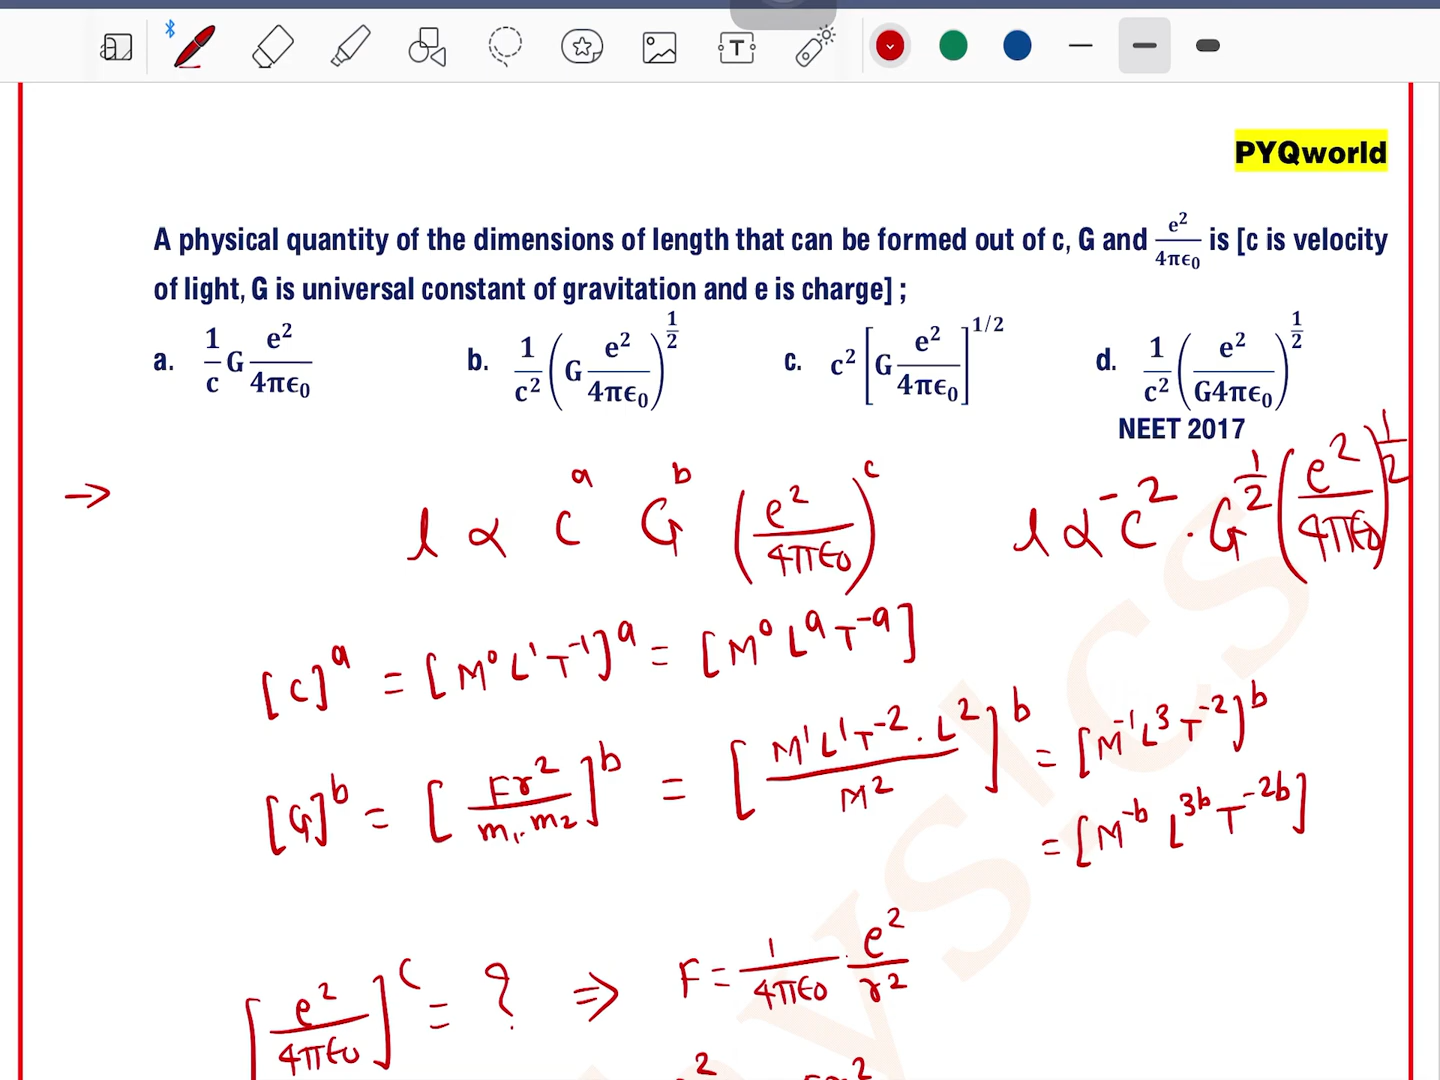 PYQworld
A physical quantity of the dimensions of length that can be formed out of c, G and e²/4πϵ₀ is [c is velocity
of light, G is universal constant of gravitation and e is charge] ;
a. 1/c G e²/4πϵ₀ b. 1/c² (G e²/4πϵ₀)^1/2 c. c² [G e²/4πϵ₀]^1/2 d. 1/c² (e²/G4πϵ₀)^1/2
NEET 2017
→ l ∝ c^a G^b (e²/4πϵ₀)^c l ∝ c^-2 . G^1/2 (e²/4πϵ₀)^1/2
[c]^a = [M⁰L¹T⁻¹]^a = [M⁰ L^a T^-a]
[G]^b = [Fr²/m₁.m₂]^b = [M¹L¹T⁻².L²/M²]^b = [M⁻¹L³T⁻²]^b
= [M^-b L^3b T^-2b]
[e²/4πϵ₀]^c = ? ⇒ F = 1/4πϵ₀ . e²/r²